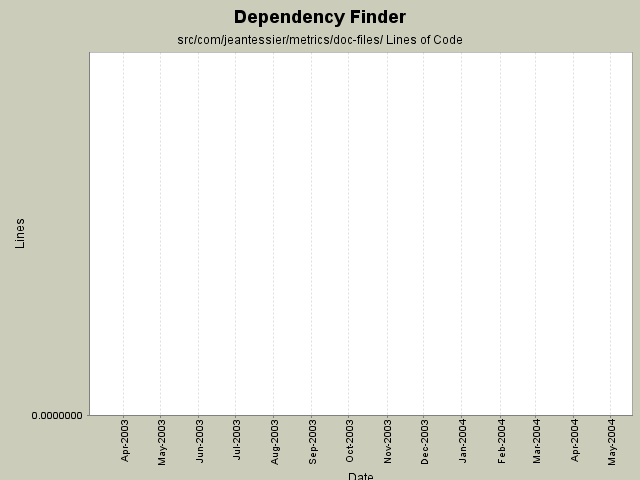 Dependency Finder
src/com/jeantessier/metrics/doc-files/ Lines of Code
Lines
0.0000000
Apr-2003
May-2003
Jun-2003
Jul-2003
Aug-2003
Sep-2003
Oct-2003
Nov-2003
Dec-2003
Jan-2004
Feb-2004
Mar-2004
Apr-2004
May-2004
Date